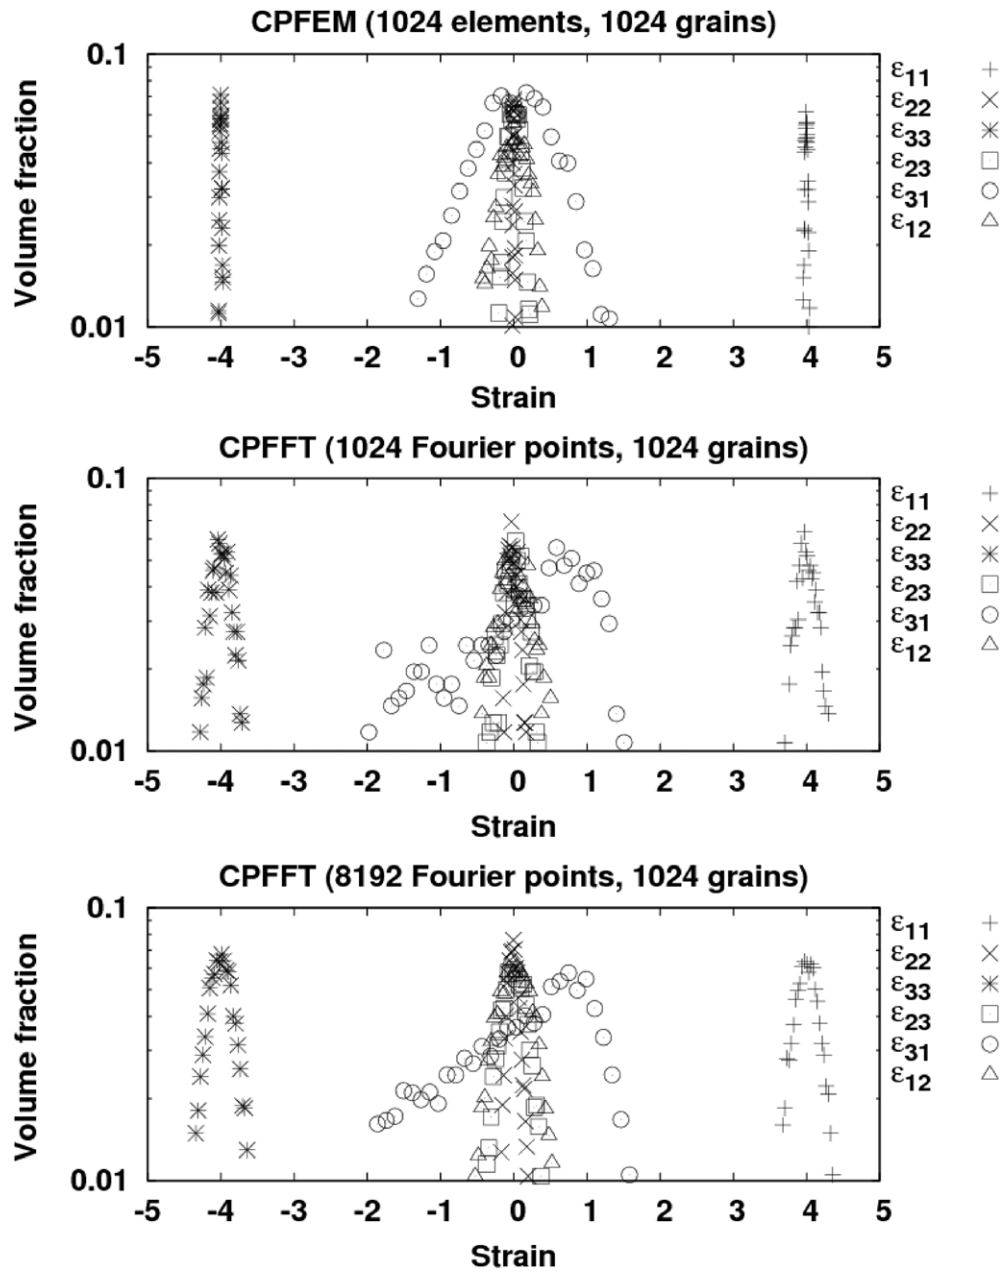 CPFEM (1024 elements, 1024 grains)
0.1
Volume fraction
0.01
-5 -4 -3 -2 -1 0 1 2 3 4 5
Strain
ε11
ε22
ε33
ε23
ε31
ε12
CPFFT (1024 Fourier points, 1024 grains)
0.1
Volume fraction
0.01
-5 -4 -3 -2 -1 0 1 2 3 4 5
Strain
ε11
ε22
ε33
ε23
ε31
ε12
CPFFT (8192 Fourier points, 1024 grains)
0.1
Volume fraction
0.01
-5 -4 -3 -2 -1 0 1 2 3 4 5
Strain
ε11
ε22
ε33
ε23
ε31
ε12